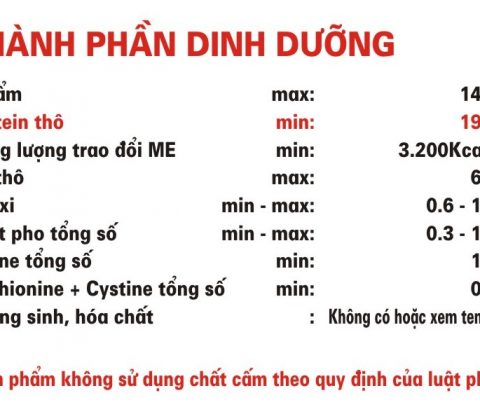 HÀNH PHẦN DINH DƯỠNG
ẩm max: 14
tein thô min: 19
g lượng trao đổi ME min: 3.200Kca
thô max: 6
xi min - max: 0.6 - 1
t pho tổng số min - max: 0.3 - 1
ine tổng số min: 1
hionine + Cystine tổng số min: 0
ng sinh, hóa chất : Không có hoặc xem tem
n phẩm không sử dụng chất cấm theo quy định của luật ph